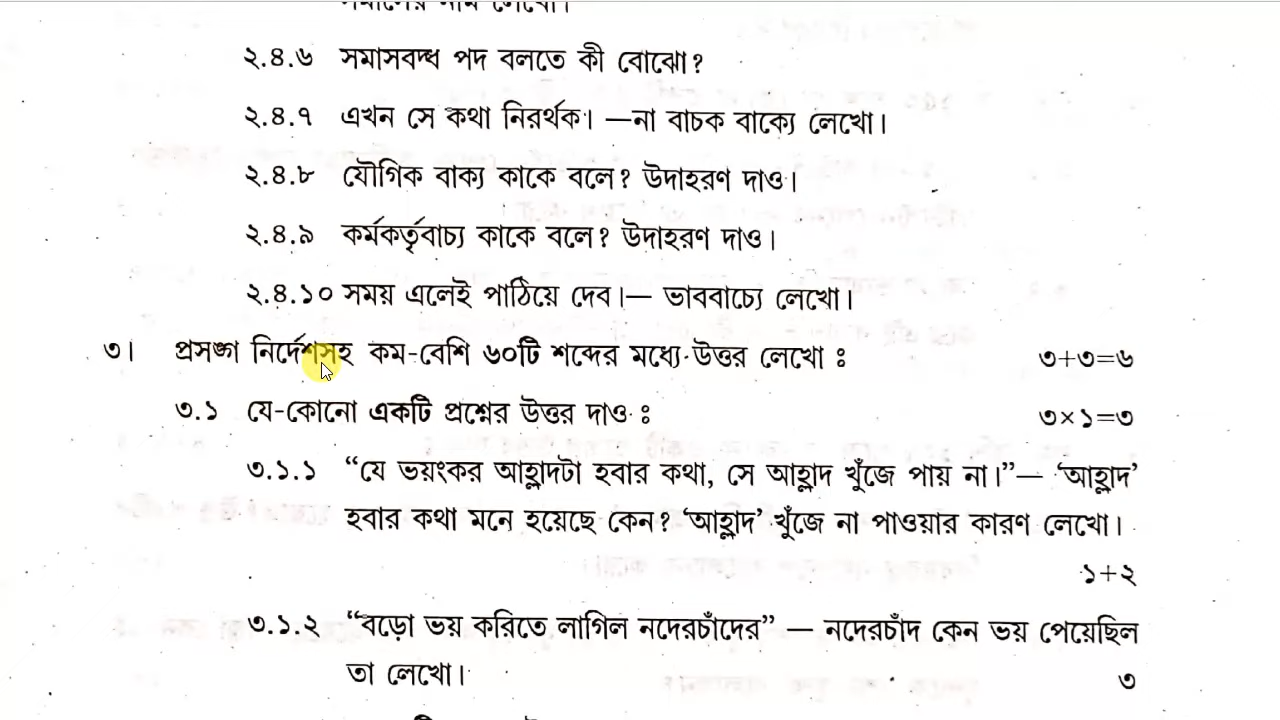 ২.৪.৬ সমাসবদ্ধ পদ বলতে কী বোঝো?
২.৪.৭ এখন সে কথা নিরর্থক। —না বাচক বাক্যে লেখো।
২.৪.৮ যৌগিক বাক্য কাকে বলে? উদাহরণ দাও।
২.৪.৯ কর্মকর্তৃবাচ্য কাকে বলে? উদাহরণ দাও।
২.৪.১০ সময় এলেই পাঠিয়ে দেব।— ভাববাচ্যে লেখো।
৩। প্রসঙ্গ নির্দেশসহ কম-বেশি ৬০টি শব্দের মধ্যে উত্তর লেখো ঃ ৩+৩=৬
৩.১ যে-কোনো একটি প্রশ্নের উত্তর দাও ঃ ৩×১=৩
৩.১.১ “যে ভয়ংকর আহ্লাদটা হবার কথা, সে আহ্লাদ খুঁজে পায় না।”— ‘আহ্লাদ’
হবার কথা মনে হয়েছে কেন? ‘আহ্লাদ’ খুঁজে না পাওয়ার কারণ লেখো।
১+২
৩.১.২ “বড়ো ভয় করিতে লাগিল নদেরচাঁদের” — নদেরচাঁদ কেন ভয় পেয়েছিল
তা লেখো। ৩